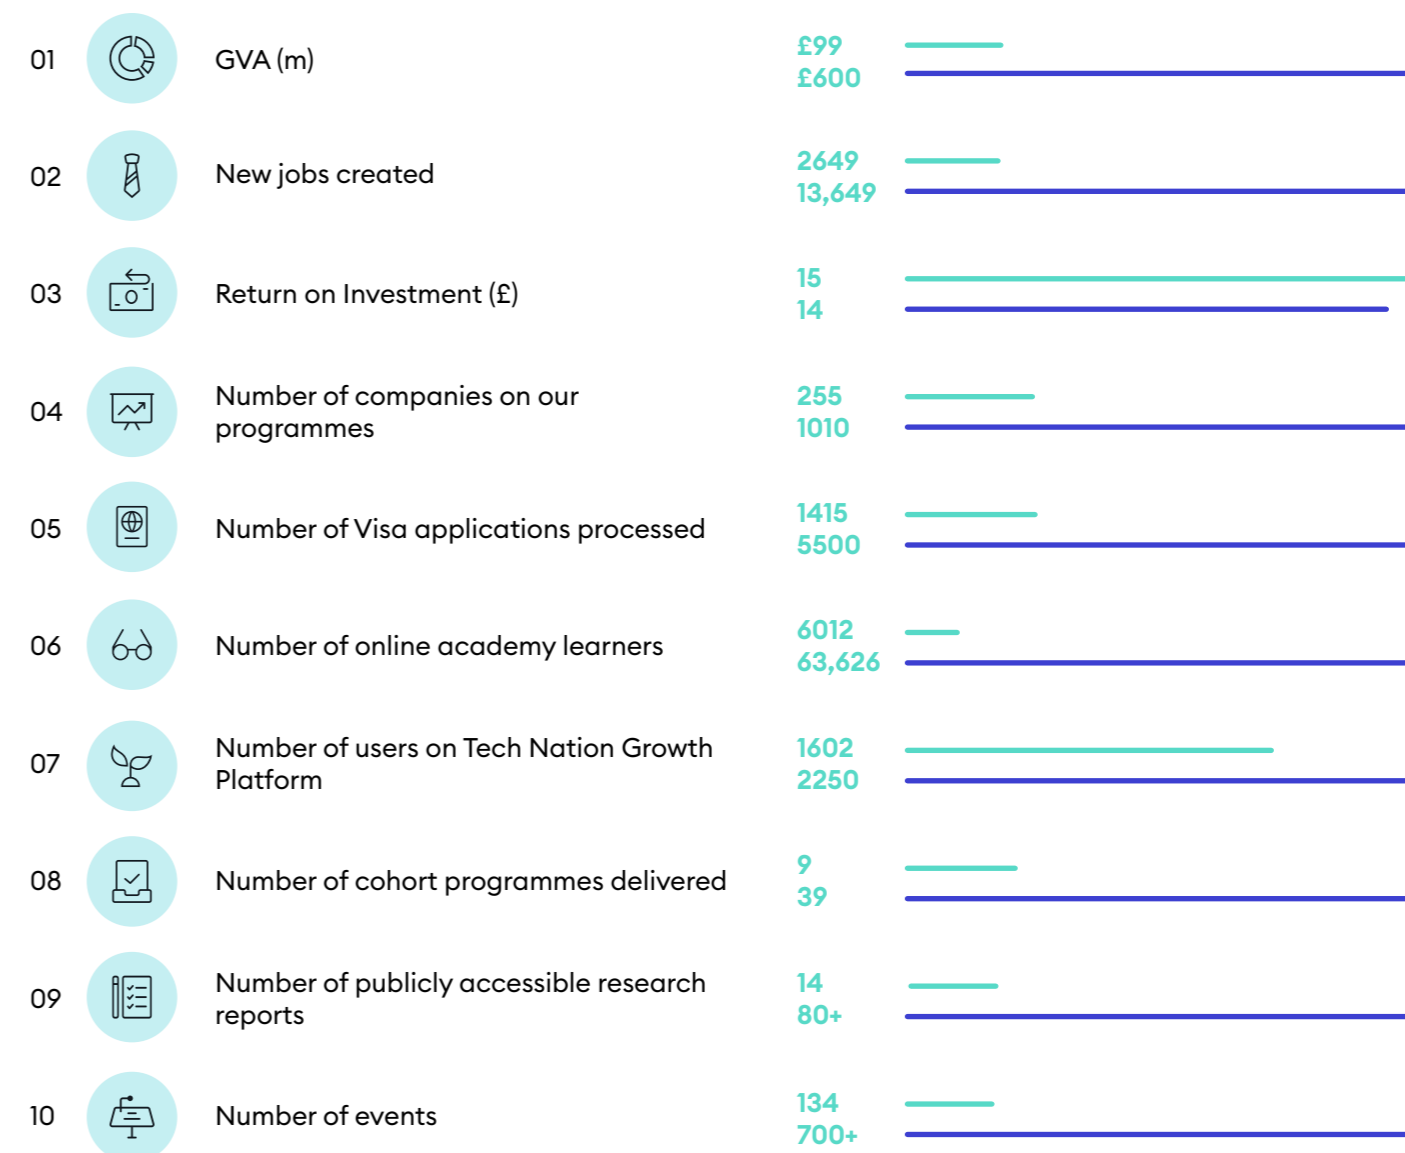 01
GVA (m)
£99
£600
02
New jobs created
2649
13,649
03
Return on Investment (£)
15
14
04
Number of companies on our
programmes
255
1010
05
Number of Visa applications processed
1415
5500
06
Number of online academy learners
6012
63,626
07
Number of users on Tech Nation Growth
Platform
1602
2250
08
Number of cohort programmes delivered
9
39
09
Number of publicly accessible research
reports
14
80+
10
Number of events
134
700+